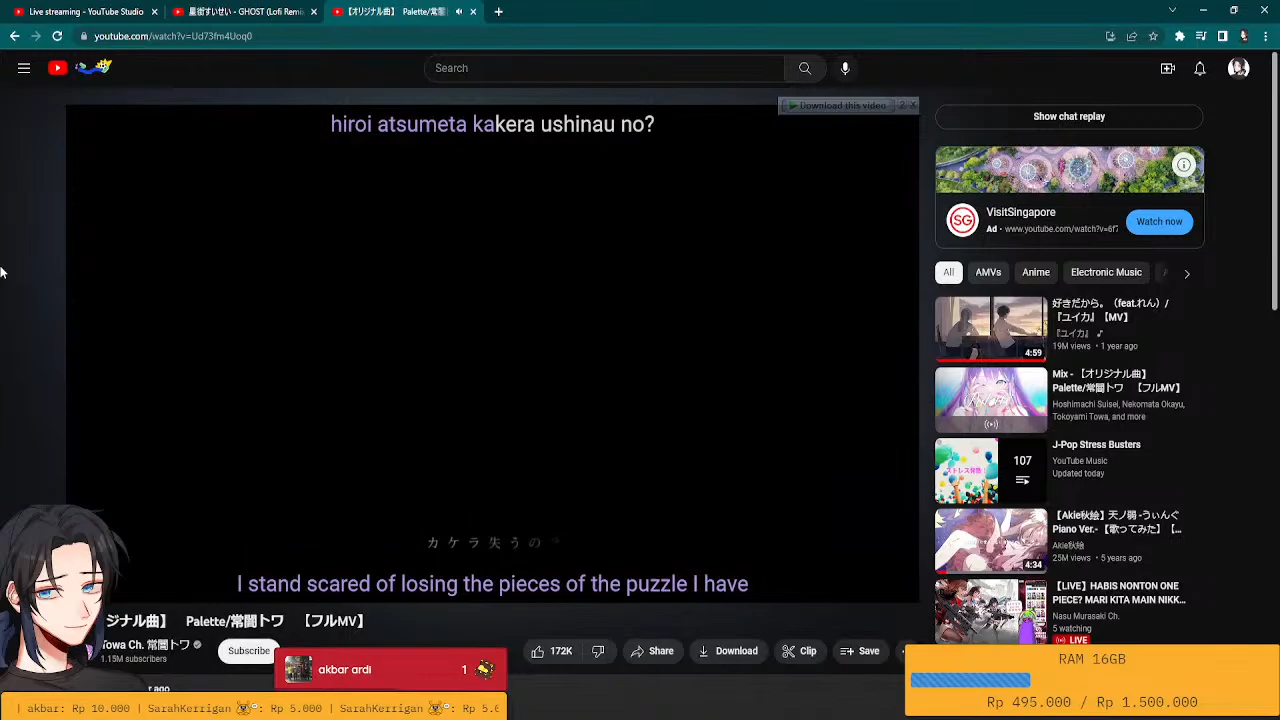 Live streaming - YouTube Studio
星街すいせい - GHOST (Lofi Remix
【オリジナル曲】 Palette/常闇
youtube.com/watch?v=Ud73fm4Uoq0
Search
Download this video
hiroi atsumeta kakera ushinau no?
カケラ失うの
I stand scared of losing the pieces of the puzzle I have
ジナル曲】 Palette/常闇トワ 【フルMV】
Towa Ch. 常闇トワ
1.15M subscribers
Subscribe
172K
Share
Download
Clip
Save
akbar ardi
1
| akbar: Rp 10.000 | SarahKerrigan: Rp 5.000 | SarahKerrigan: Rp 5.0
Show chat replay
SG
VisitSingapore
Ad · www.youtube.com/watch?v=6f7
Watch now
All
AMVs
Anime
Electronic Music
好きだから。 (feat.れん) /
『ユイカ』【MV】
『ユイカ』 ♪
19M views • 1 year ago
4:59
Mix - 【オリジナル曲】
Palette/常闇トワ 【フルMV】
Hoshimachi Suisei, Nekomata Okayu,
Tokoyami Towa, and more
J-Pop Stress Busters
YouTube Music
Updated today
107
ストレス発散!
【Akie秋絵】天ノ弱 -うぃんぐ
Piano Ver.-【歌ってみた】 【...
Akie秋絵
25M views • 5 years ago
4:34
【LIVE】 HABIS NONTON ONE
PIECE? MARI KITA MAIN NIKK...
Nasu Murasaki Ch.
5 watching
LIVE
RAM 16GB
Rp 495.000 / Rp 1.500.000